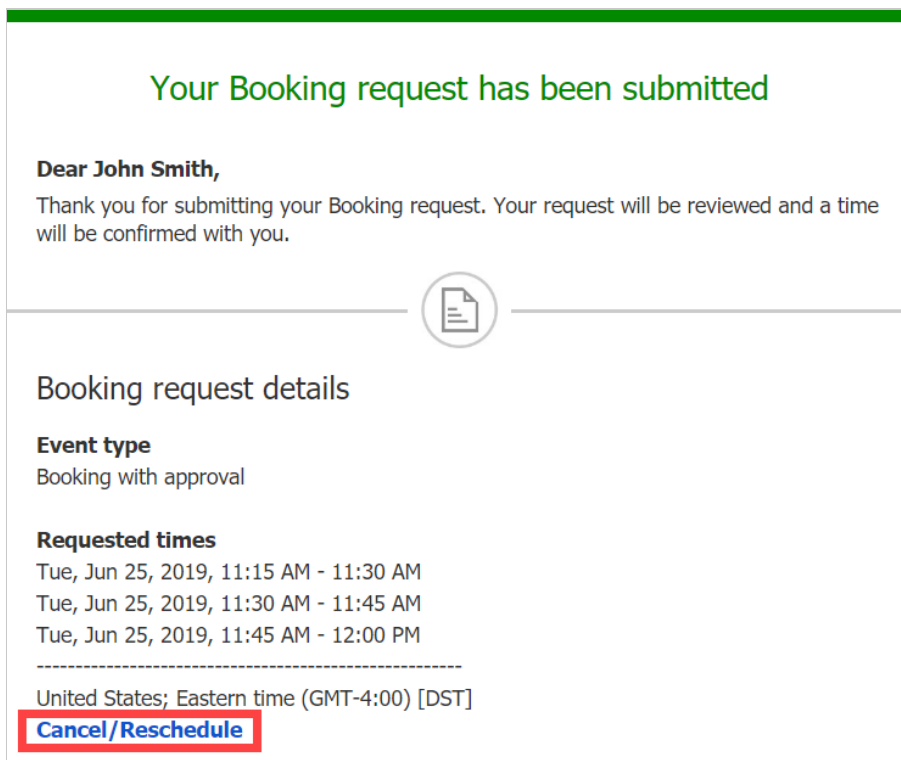 Your Booking request has been submitted
Dear John Smith,
Thank you for submitting your Booking request. Your request will be reviewed and a time
will be confirmed with you.
Booking request details
Event type
Booking with approval
Requested times
Tue, Jun 25, 2019, 11:15 AM - 11:30 AM
Tue, Jun 25, 2019, 11:30 AM - 11:45 AM
Tue, Jun 25, 2019, 11:45 AM - 12:00 PM
-------------------------------------------------------
United States; Eastern time (GMT-4:00) [DST]
Cancel/Reschedule